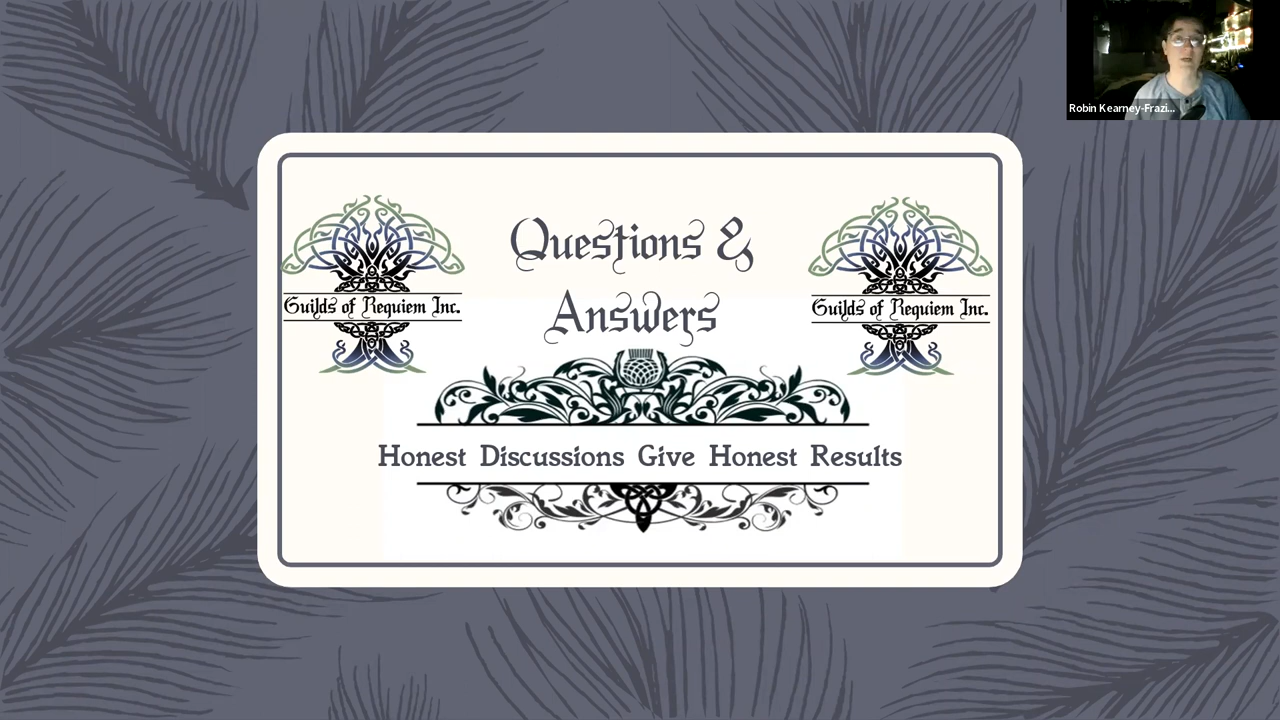 Robin Kearney-Frazi...
Questions &
Answers
Guilds of Requiem Inc.
Guilds of Requiem Inc.
Honest Discussions Give Honest Results